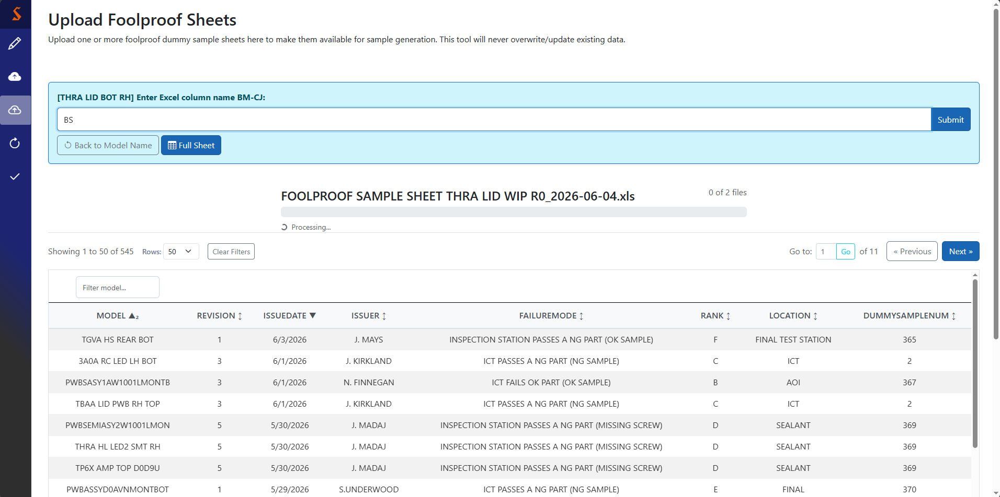 Upload Foolproof Sheets
Upload one or more foolproof dummy sample sheets here to make them available for sample generation. This tool will never overwrite/update existing data.
[THRA LID BOT RH] Enter Excel column name BM-CJ:
BS Submit
Back to Model Name Full Sheet
FOOLPROOF SAMPLE SHEET THRA LID WIP R0_2026-06-04.xls 0 of 2 files
Processing...
Showing 1 to 50 of 545 Rows: 50 Clear Filters Go to: 1 Go of 11 « Previous Next »
Filter model...
MODEL ▲₂ REVISION ↕ ISSUEDATE ▼ ISSUER ↕ FAILUREMODE ↕ RANK ↕ LOCATION ↕ DUMMYSAMPLENUM ↕
TGVA HS REAR BOT 1 6/3/2026 J. MAYS INSPECTION STATION PASSES A NG PART (OK SAMPLE) F FINAL TEST STATION 365
3A0A RC LED LH BOT 3 6/1/2026 J. KIRKLAND ICT PASSES A NG PART (NG SAMPLE) C ICT 2
PWBSASY1AW1001LMONTB 3 6/1/2026 N. FINNEGAN ICT FAILS OK PART (OK SAMPLE) B AOI 367
TBAA LID PWB RH TOP 3 6/1/2026 J. KIRKLAND ICT PASSES A NG PART (NG SAMPLE) C ICT 2
PWBSEMIASY2W1001LMON 5 5/30/2026 J. MADAJ INSPECTION STATION PASSES A NG PART (MISSING SCREW) D SEALANT 369
THRA HL LED2 SMT RH 5 5/30/2026 J. MADAJ INSPECTION STATION PASSES A NG PART (MISSING SCREW) D SEALANT 369
TP6X AMP TOP D0D9U 5 5/30/2026 J. MADAJ INSPECTION STATION PASSES A NG PART (MISSING SCREW) D SEALANT 369
PWBASSYD0AVNMONTBOT 1 5/29/2026 S.UNDERWOOD ICT PASSES A NG PART (NG SAMPLE) E FINAL 370